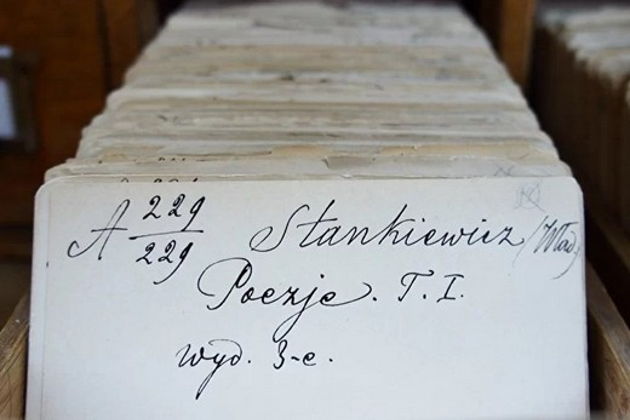 A 229/229 Stankiewicz (Wład.)
Poezje. T. I.
wyd. 3-e.